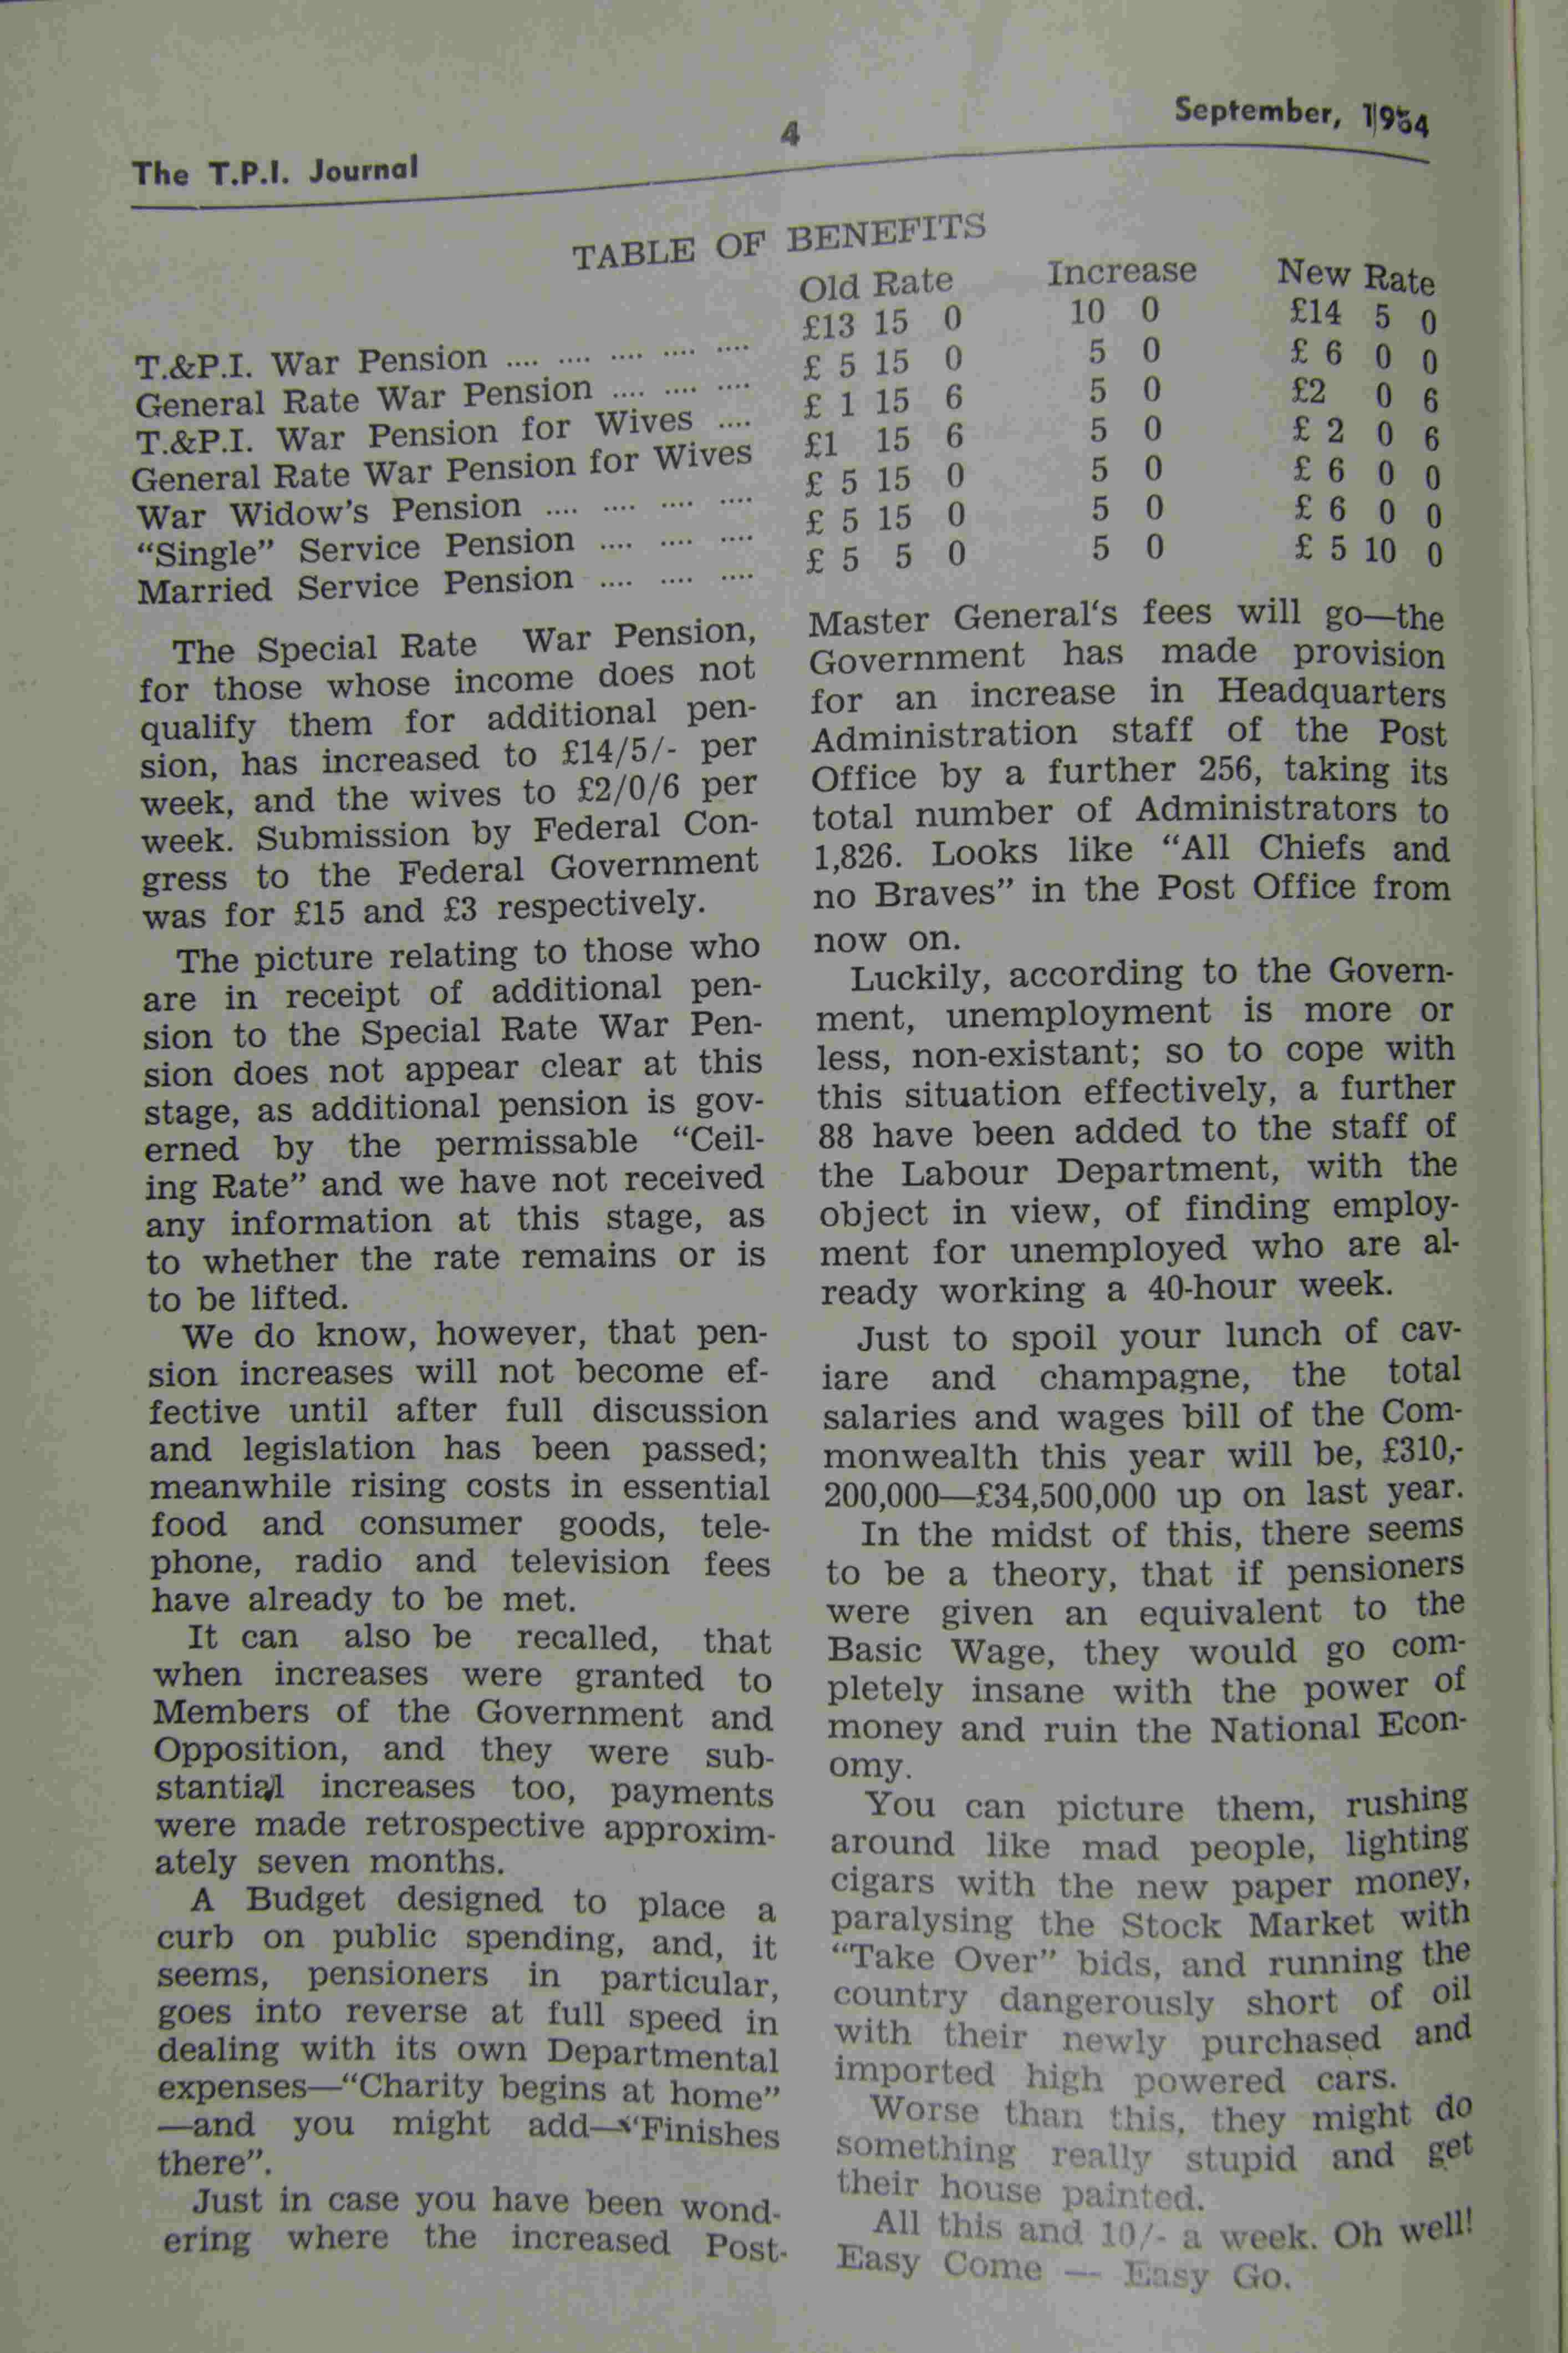 September, 1964
4
The T.P.I. Journal
TABLE OF BENEFITS
Old Rate Increase New Rate
T.&P.I. War Pension .... .... .... .... .... £13 15 0 10 0 £14 5 0
General Rate War Pension .... .... .... £ 5 15 0 5 0 £ 6 0 0
T.&P.I. War Pension for Wives .... £ 1 15 6 5 0 £2 0 6
General Rate War Pension for Wives £1 15 6 5 0 £ 2 0 6
War Widow's Pension .... .... .... .... £ 5 15 0 5 0 £ 6 0 0
“Single” Service Pension .... .... .... £ 5 15 0 5 0 £ 6 0 0
Married Service Pension .... .... .... £ 5 5 0 5 0 £ 5 10 0
The Special Rate War Pension,
for those whose income does not
qualify them for additional pen-
sion, has increased to £14/5/- per
week, and the wives to £2/0/6 per
week. Submission by Federal Con-
gress to the Federal Government
was for £15 and £3 respectively.
The picture relating to those who
are in receipt of additional pen-
sion to the Special Rate War Pen-
sion does not appear clear at this
stage, as additional pension is gov-
erned by the permissable “Ceil-
ing Rate” and we have not received
any information at this stage, as
to whether the rate remains or is
to be lifted.
We do know, however, that pen-
sion increases will not become ef-
fective until after full discussion
and legislation has been passed;
meanwhile rising costs in essential
food and consumer goods, tele-
phone, radio and television fees
have already to be met.
It can also be recalled, that
when increases were granted to
Members of the Government and
Opposition, and they were sub-
stantial increases too, payments
were made retrospective approxim-
ately seven months.
A Budget designed to place a
curb on public spending, and, it
seems, pensioners in particular,
goes into reverse at full speed in
dealing with its own Departmental
expenses—“Charity begins at home”
—and you might add—“Finishes
there”.
Just in case you have been wond-
ering where the increased Post-
Master General‘s fees will go—the
Government has made provision
for an increase in Headquarters
Administration staff of the Post
Office by a further 256, taking its
total number of Administrators to
1,826. Looks like “All Chiefs and
no Braves” in the Post Office from
now on.
Luckily, according to the Govern-
ment, unemployment is more or
less, non-existant; so to cope with
this situation effectively, a further
88 have been added to the staff of
the Labour Department, with the
object in view, of finding employ-
ment for unemployed who are al-
ready working a 40-hour week.
Just to spoil your lunch of cav-
iare and champagne, the total
salaries and wages bill of the Com-
monwealth this year will be, £310,-
200,000—£34,500,000 up on last year.
In the midst of this, there seems
to be a theory, that if pensioners
were given an equivalent to the
Basic Wage, they would go com-
pletely insane with the power of
money and ruin the National Econ-
omy.
You can picture them, rushing
around like mad people, lighting
cigars with the new paper money,
paralysing the Stock Market with
“Take Over” bids, and running the
country dangerously short of oil
with their newly purchased and
imported high powered cars.
Worse than this, they might do
something really stupid and get
their house painted.
All this and 10/- a week. Oh well!
Easy Come — Easy Go.